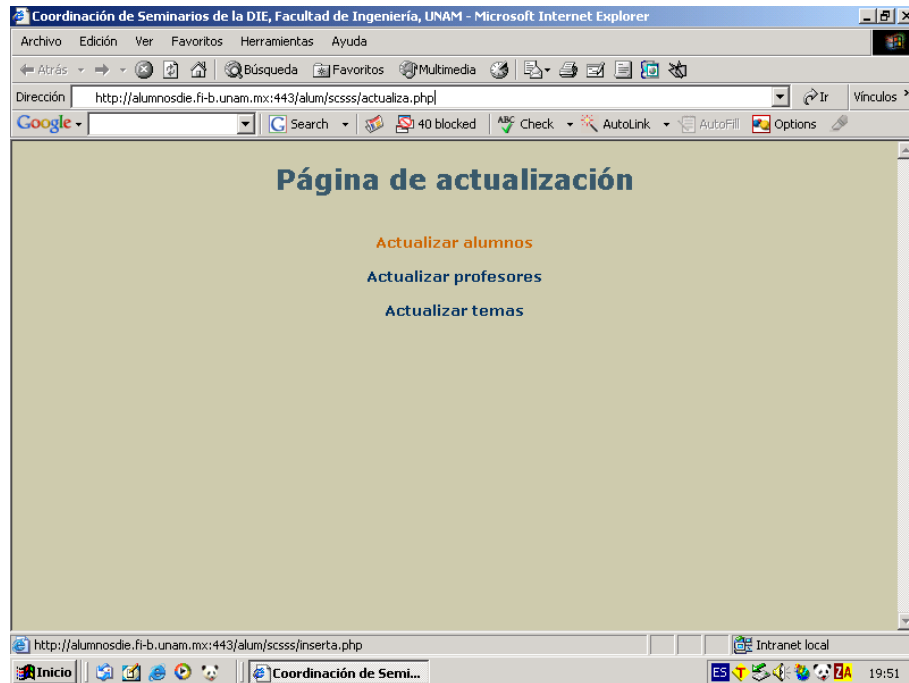 Coordinación de Seminarios de la DIE, Facultad de Ingeniería, UNAM - Microsoft Internet Explorer
Archivo Edición Ver Favoritos Herramientas Ayuda
Atrás Búsqueda Favoritos Multimedia
Dirección http://alumnosdie.fi-b.unam.mx:443/alum/scsss/actualiza.php Ir Vínculos »
Google G Search 40 blocked ABC Check AutoLink AutoFill Options
Página de actualización
Actualizar alumnos
Actualizar profesores
Actualizar temas
http://alumnosdie.fi-b.unam.mx:443/alum/scsss/inserta.php Intranet local
Inicio Coordinación de Semi... ES ZA 19:51